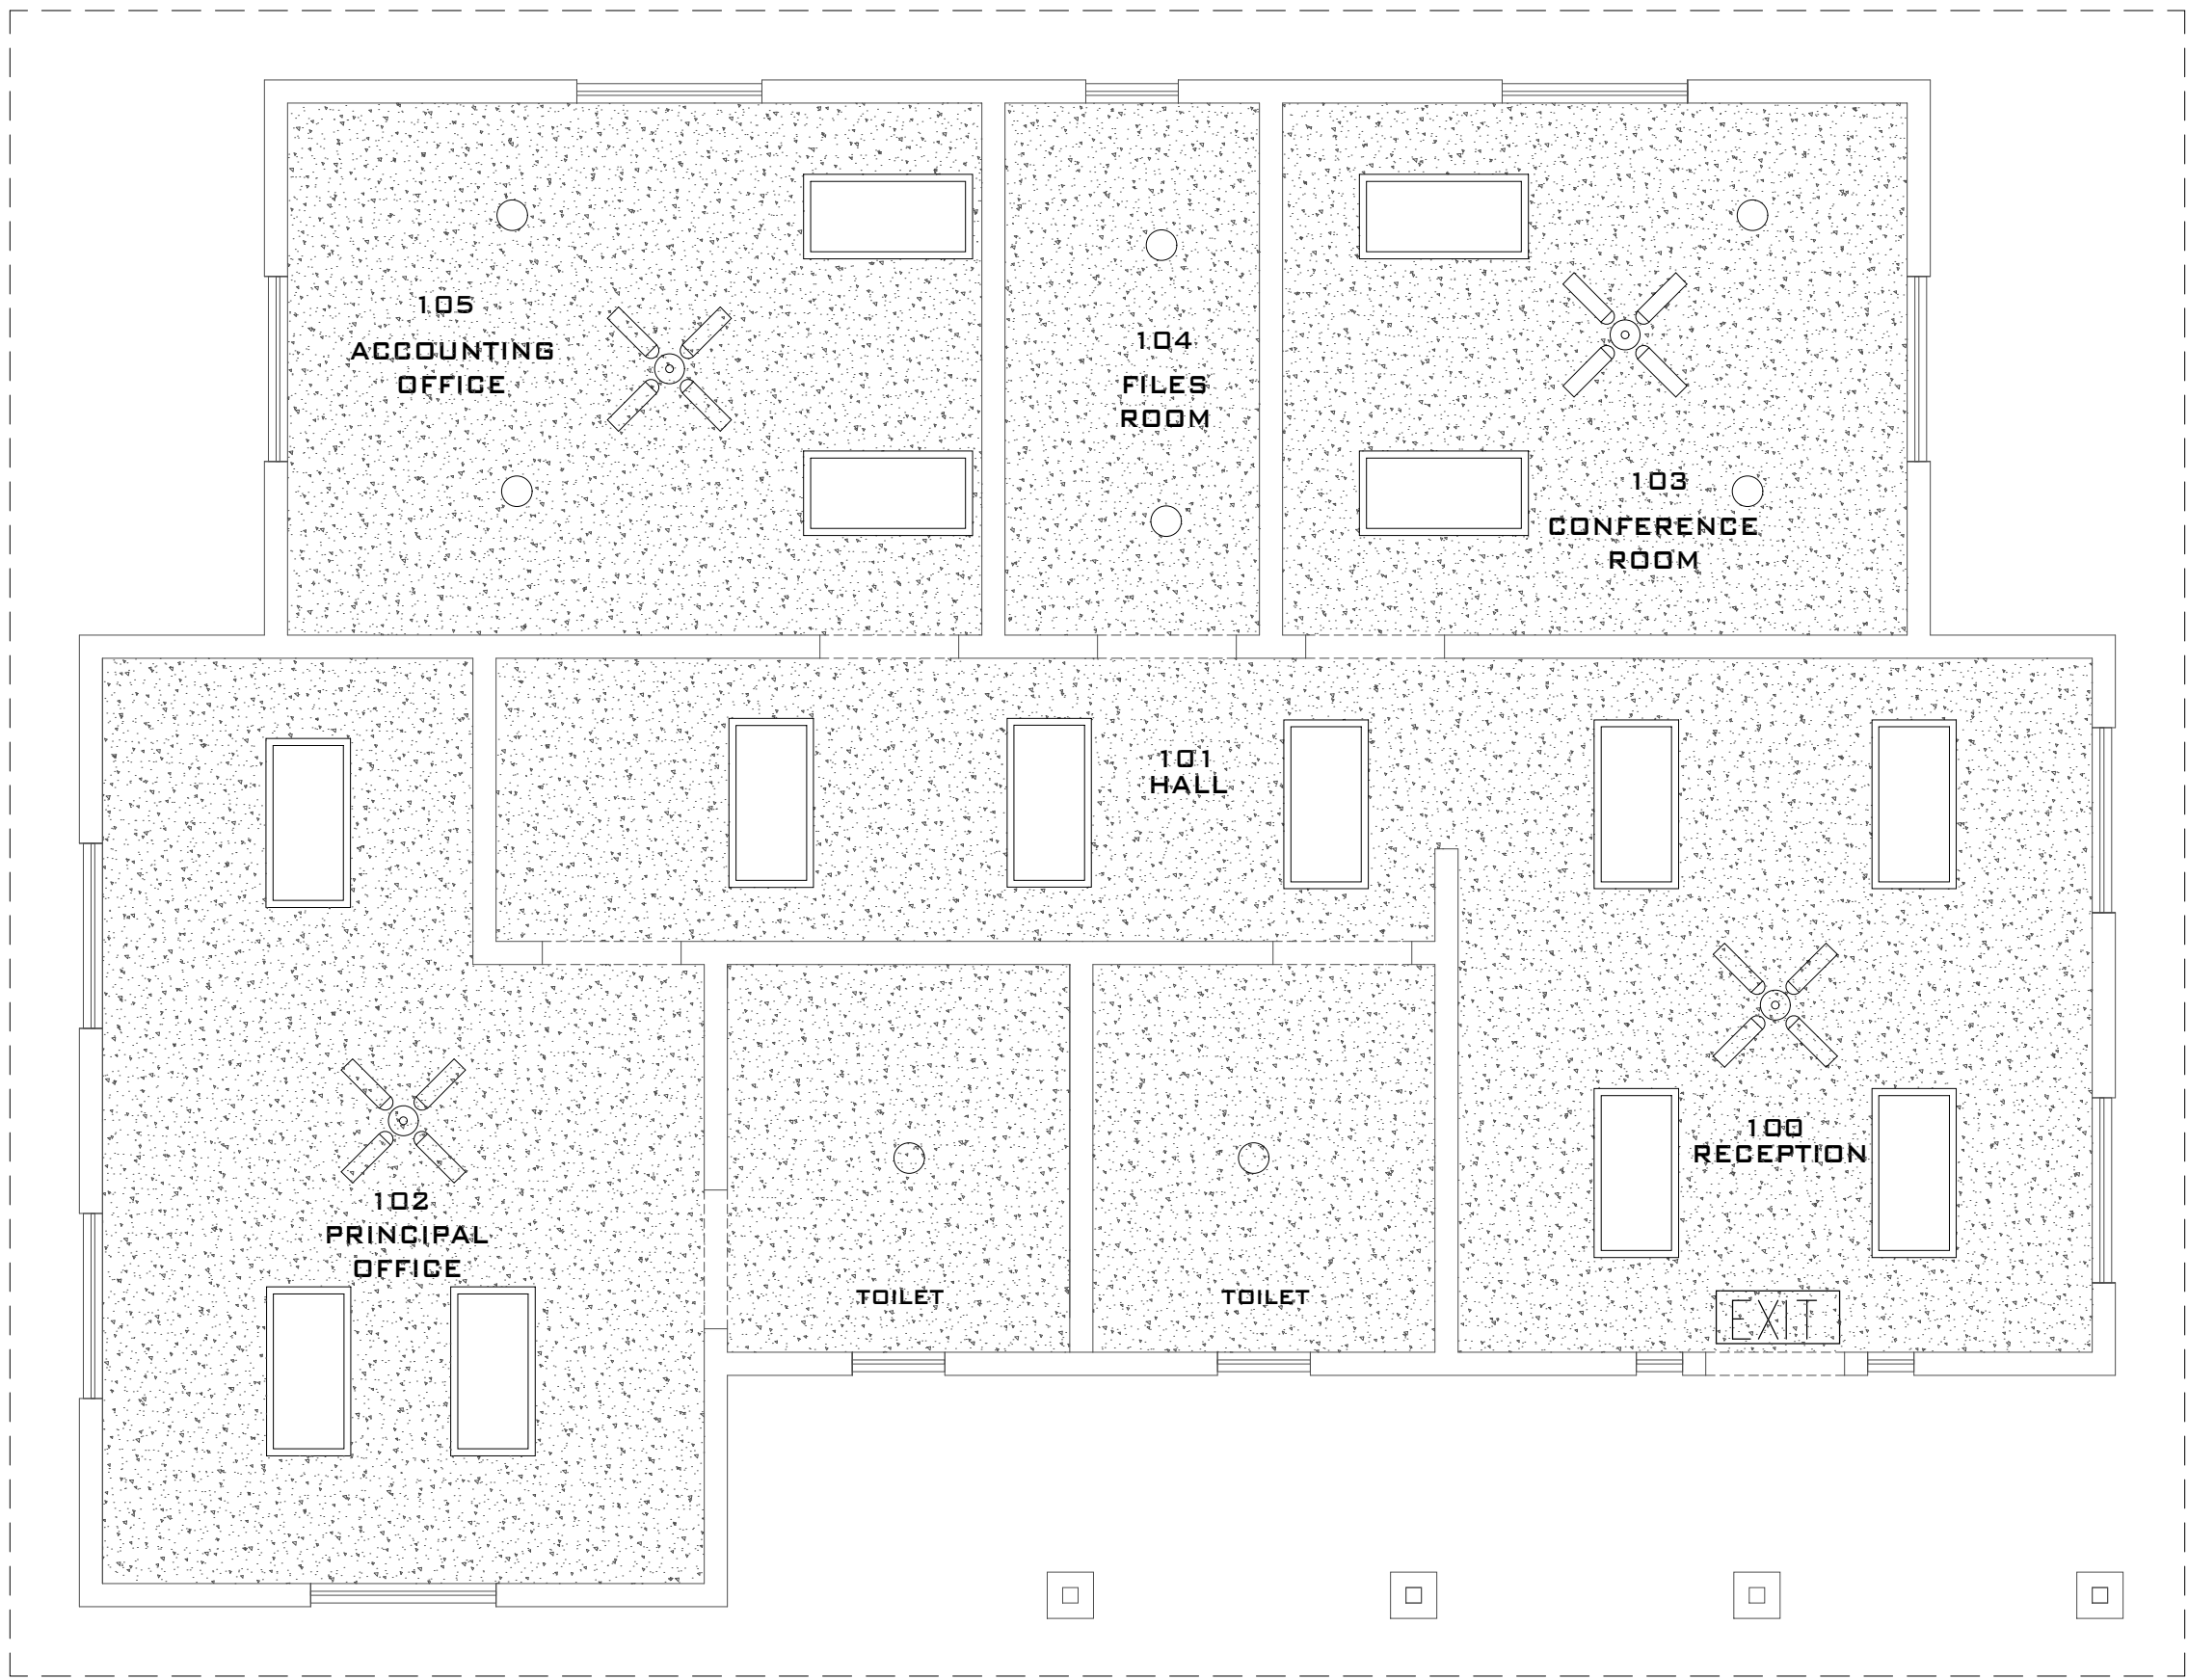 105
ACCOUNTING
OFFICE
104
FILES
ROOM
103
CONFERENCE
ROOM
101
HALL
102
PRINCIPAL
OFFICE
TOILET
TOILET
100
RECEPTION
EXIT